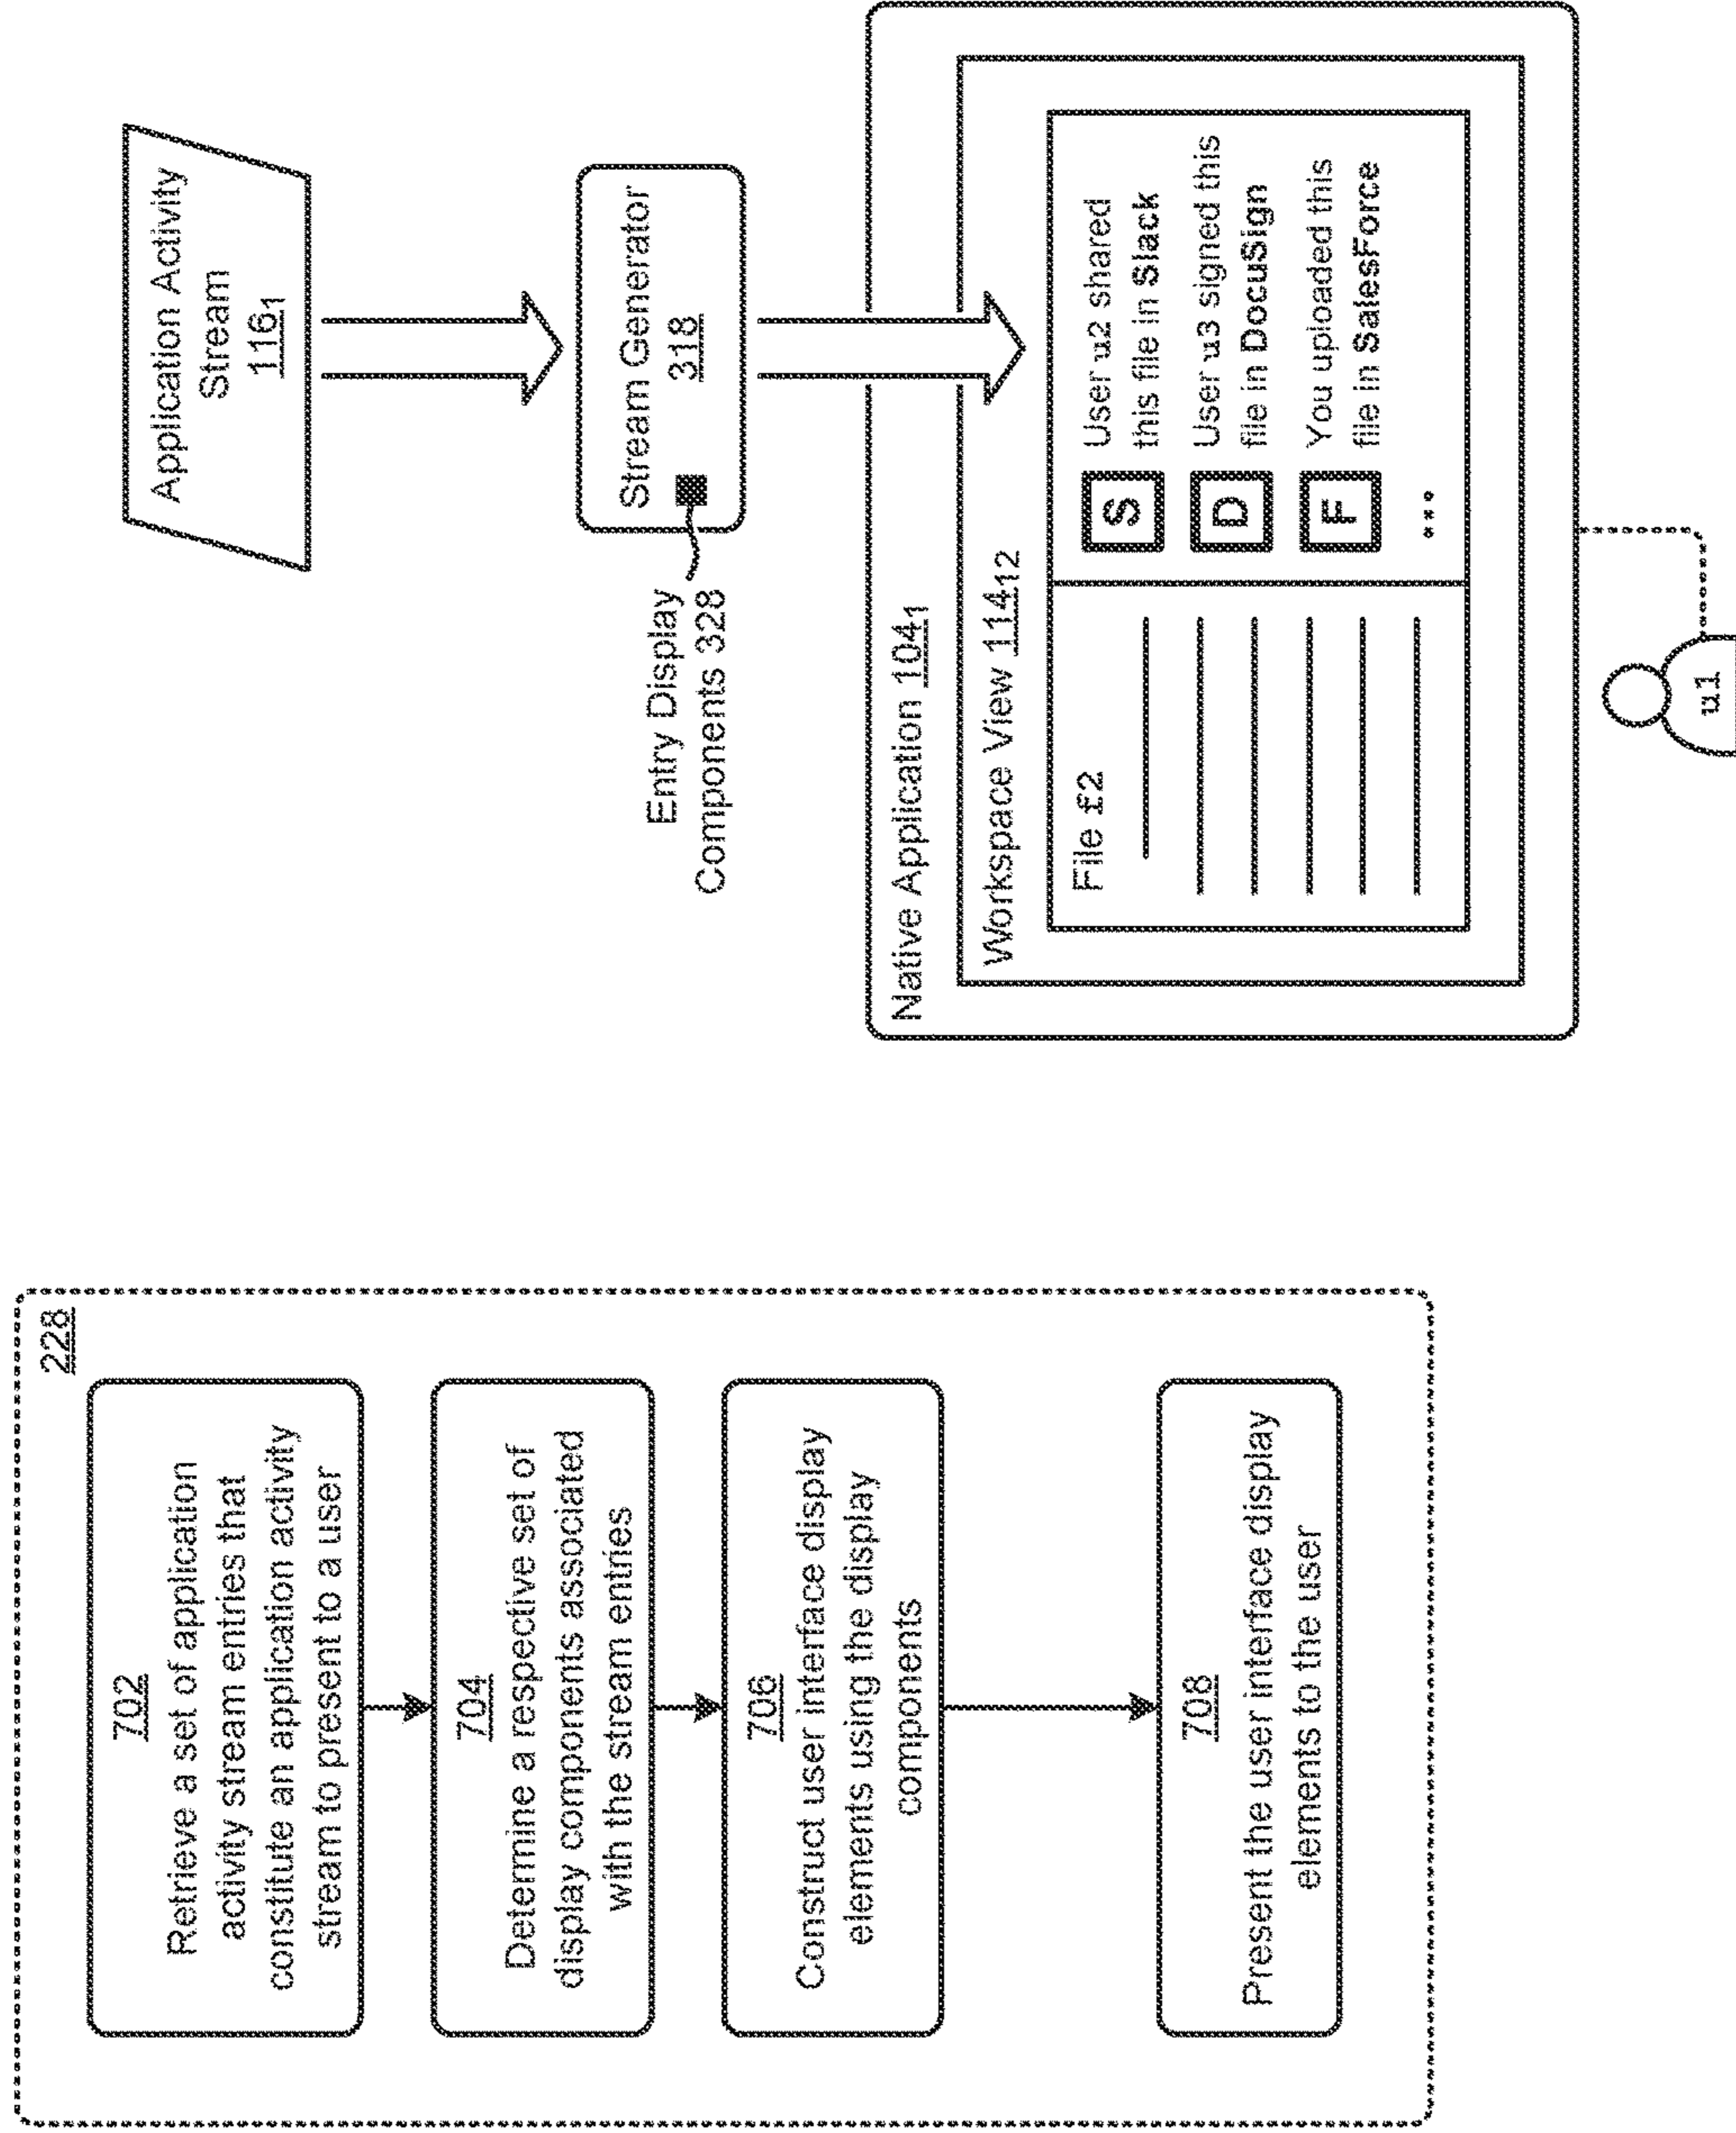 228
702
Retrieve a set of application
activity stream entries that
constitute an application activity
stream to present to a user
704
Determine a respective set of
display components associated
with the stream entries
706
Construct user interface display
elements using the display
components
708
Present the user interface display
elements to the user
Application Activity
Stream
116₁
Stream Generator
318
Entry Display
Components 328
Native Application 104₁
Workspace View 114₁₂
File f2
S
User u2 shared
this file in Slack
D
User u3 signed this
file in DocuSign
F
You uploaded this
file in SalesForce
...
u1